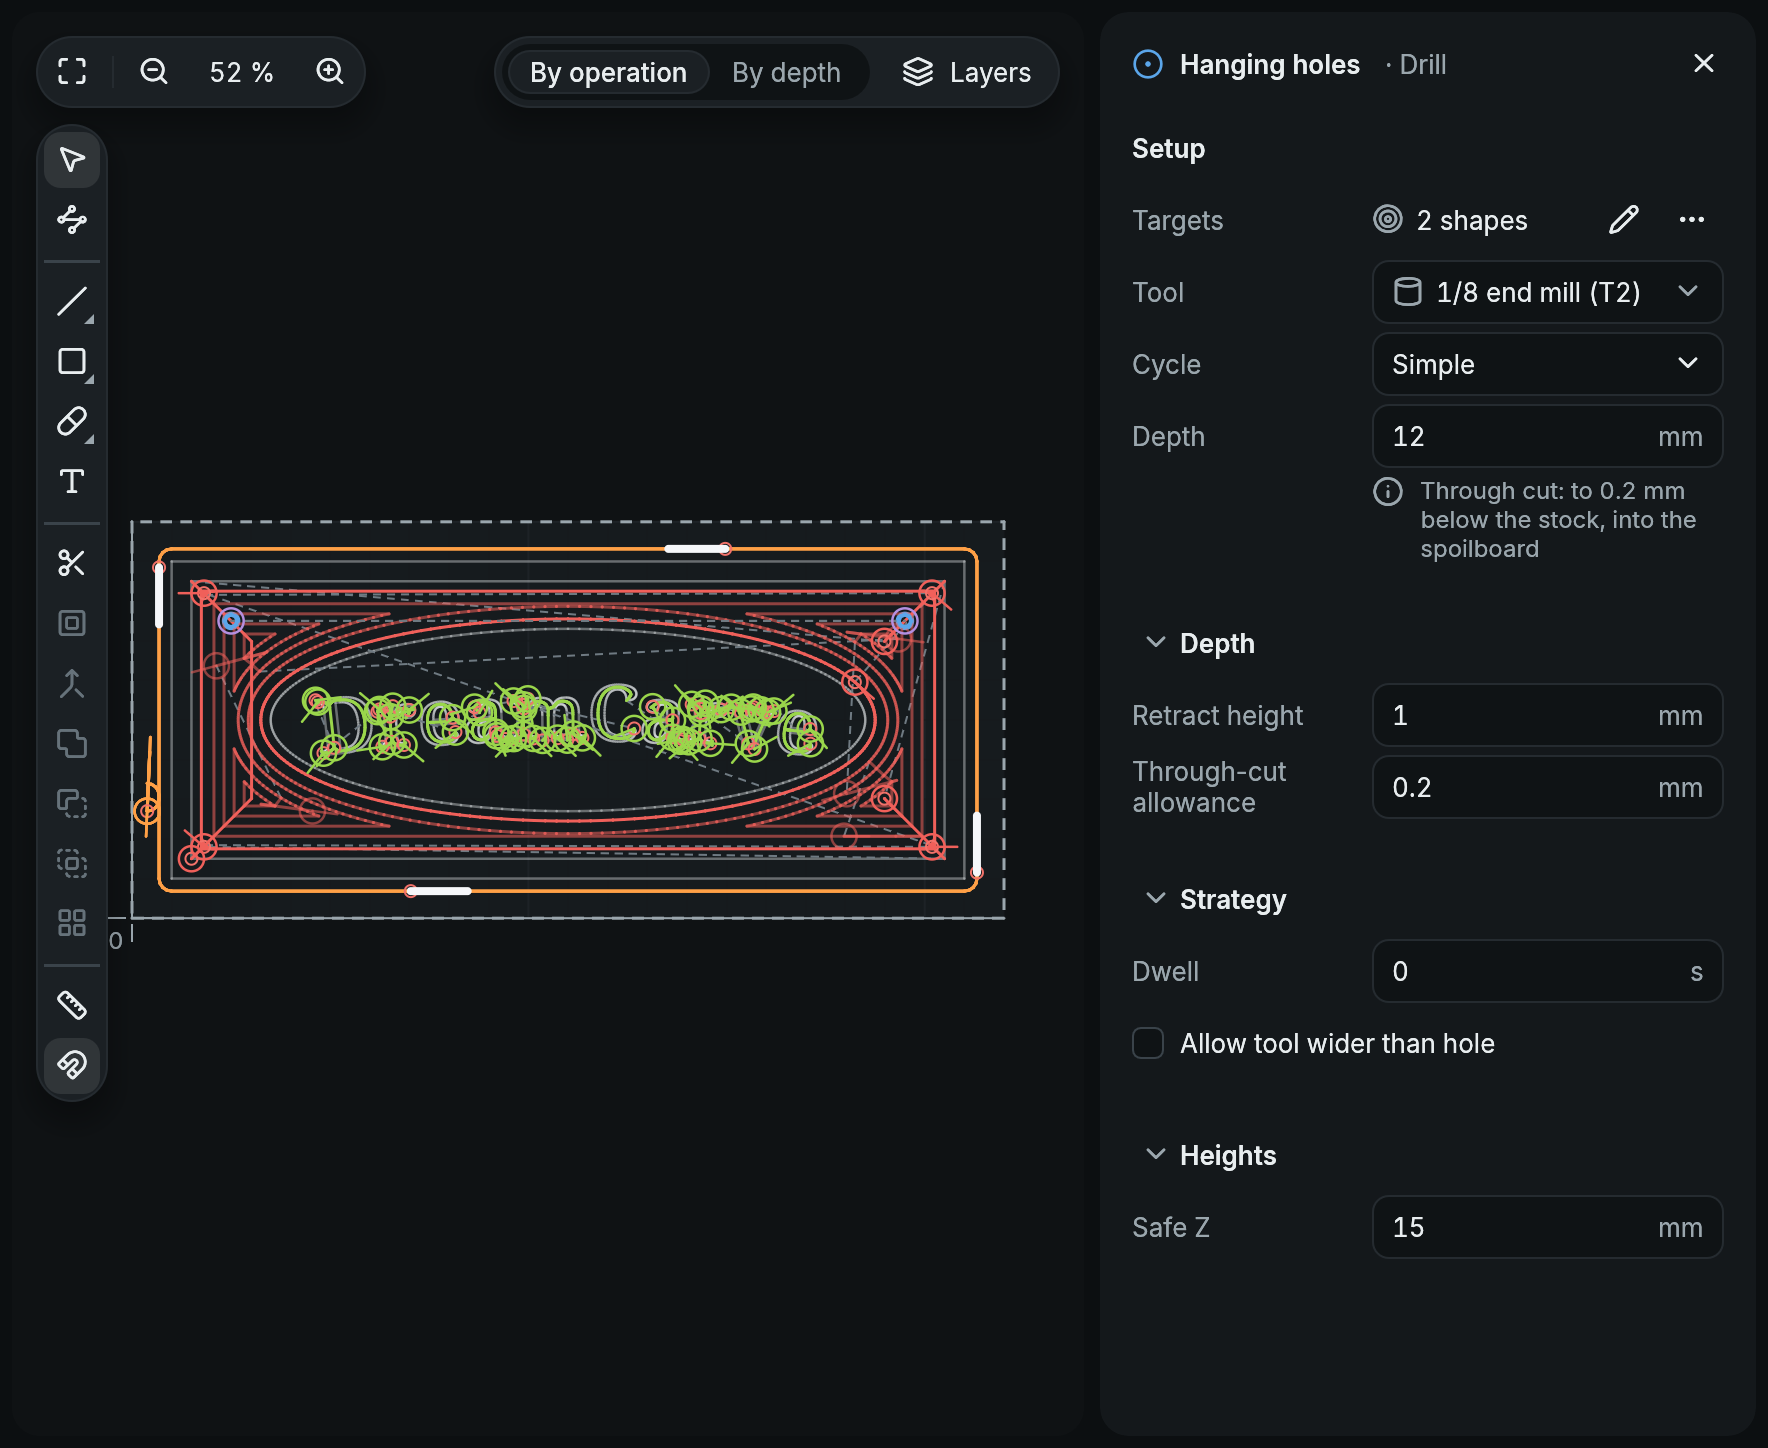 52 %
By operation
By depth
Layers
0
Hanging holes · Drill
Setup
Targets
2 shapes
Tool
1/8 end mill (T2)
Cycle
Simple
Depth
12 mm
Through cut: to 0.2 mm
below the stock, into the
spoilboard
Depth
Retract height
1 mm
Through-cut
allowance
0.2 mm
Strategy
Dwell
0 s
Allow tool wider than hole
Heights
Safe Z
15 mm